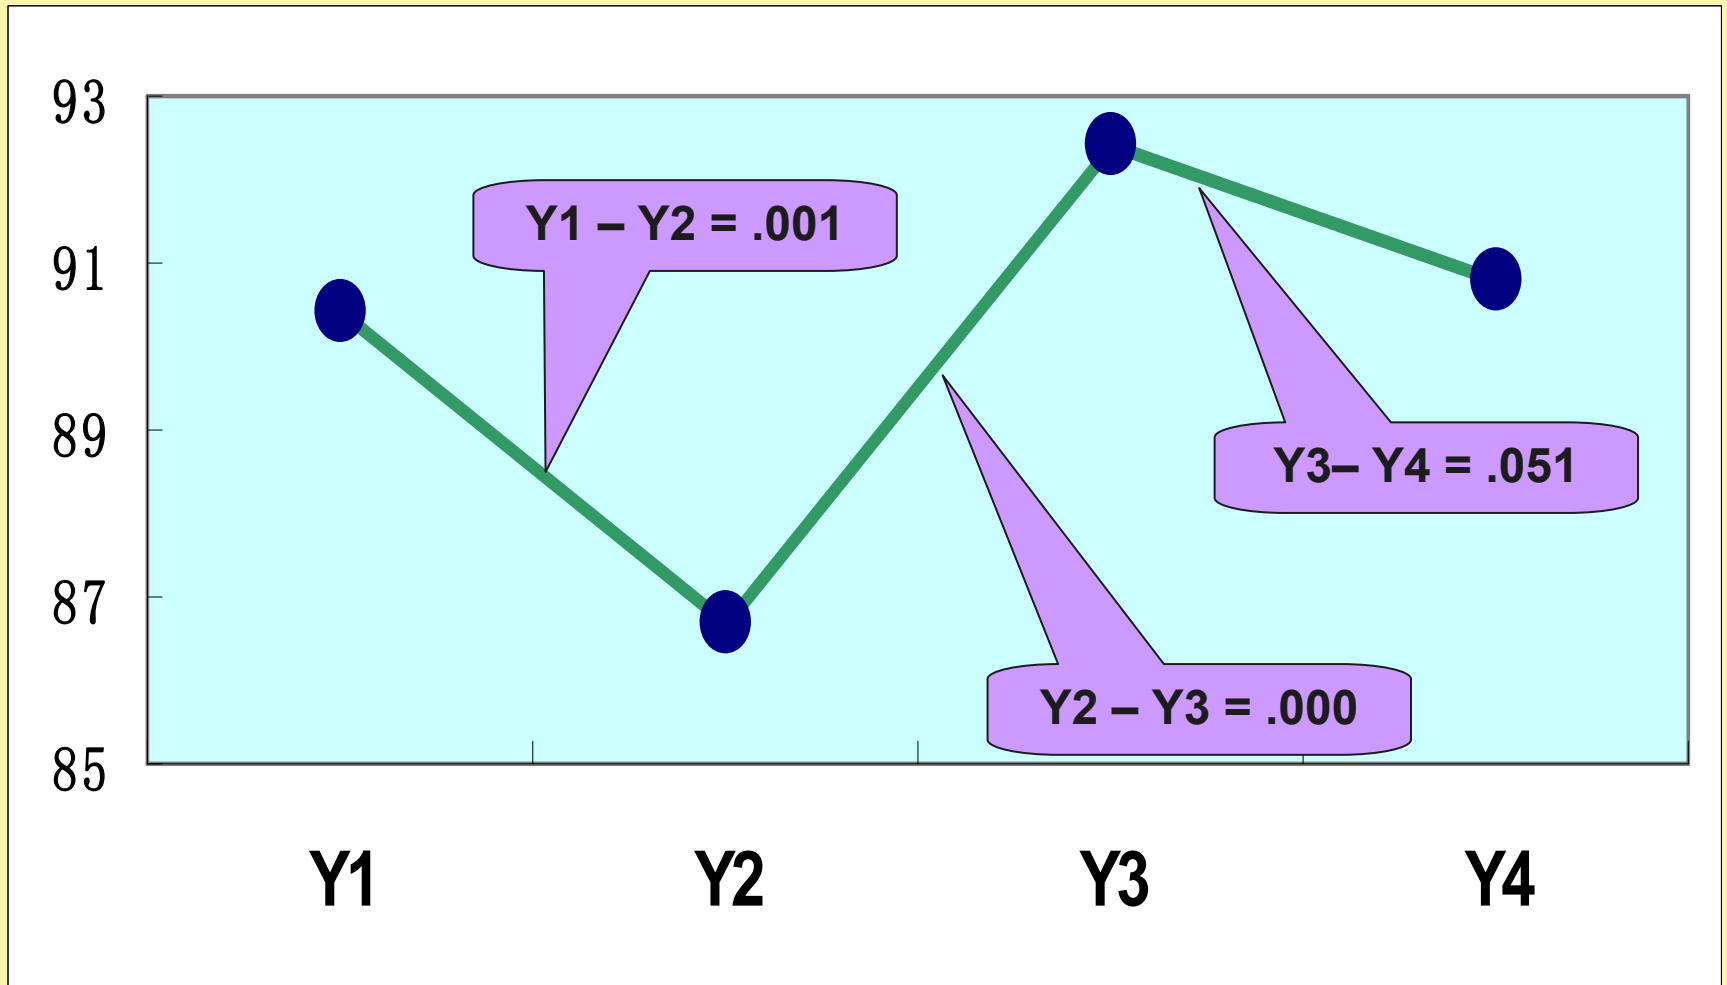 93
91
89
87
85
Y1 – Y2 = .001
Y3– Y4 = .051
Y2 – Y3 = .000
Y1
Y2
Y3
Y4